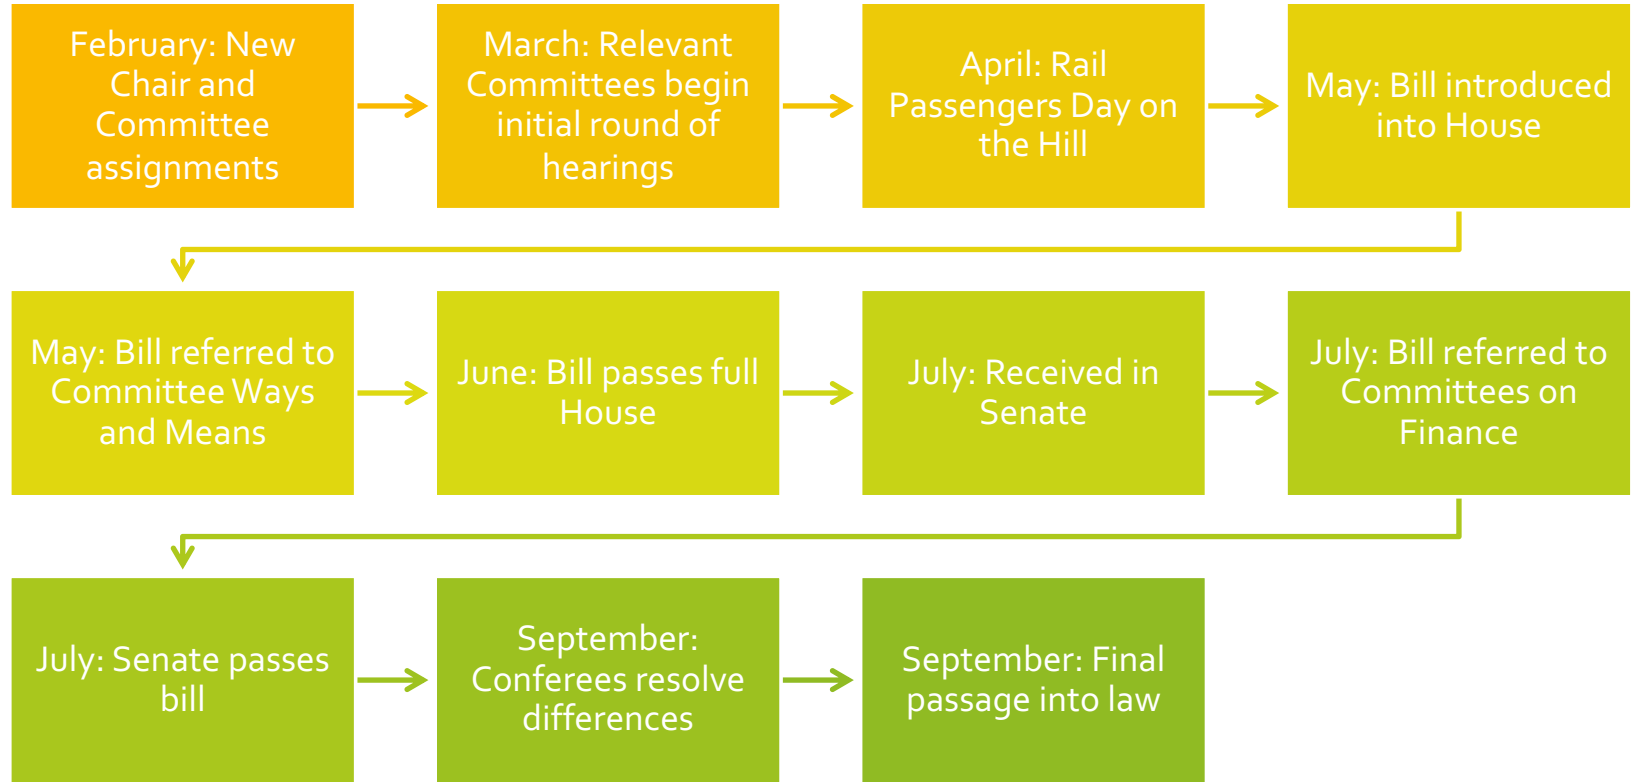 February: New
Chair and
Committee
assignments
March: Relevant
Committees begin
initial round of
hearings
April: Rail
Passengers Day on
the Hill
May: Bill introduced
into House
May: Bill referred to
Committee Ways
and Means
June: Bill passes full
House
July: Received in
Senate
July: Bill referred to
Committees on
Finance
July: Senate passes
bill
September:
Conferees resolve
differences
September: Final
passage into law